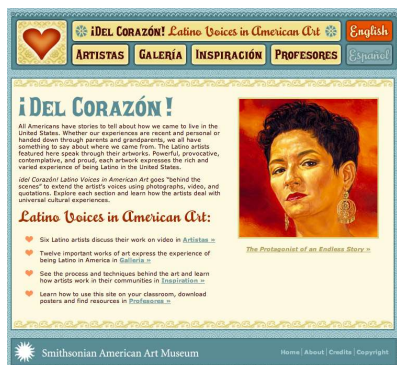 ¡DEL CORAZÓN! Latino Voices in American Art
English
ARTISTAS GALERÍA INSPIRACIÓN PROFESORES
Español
¡DEL CORAZÓN!
All Americans have stories to tell about how we came to live in the
United States. Whether our experiences are recent and personal or
handed down through parents and grandparents, we all have
something to say about where we came from. The Latino artists
featured here speak through their artworks. Powerful, provocative,
contemplative, and proud, each artwork expresses the rich and
varied experience of being Latino in the United States.
¡del Corazón! Latino Voices in American Art goes "behind the
scenes" to extend the artist's voices using photographs, video, and
quotations. Explore each section and learn how the artists deal with
universal cultural experiences.
Latino Voices in American Art:
Six Latino artists discuss their work on video in Artistas »
Twelve important works of art express the experience of
being Latino in America in Galleria »
See the process and techniques behind the art and learn
how artists work in their communities in Inspiration »
Learn how to use this site on your classroom, download
posters and find resources in Profesores »
The Protagonist of an Endless Story »
Smithsonian American Art Museum
Home | About | Credits | Copyright